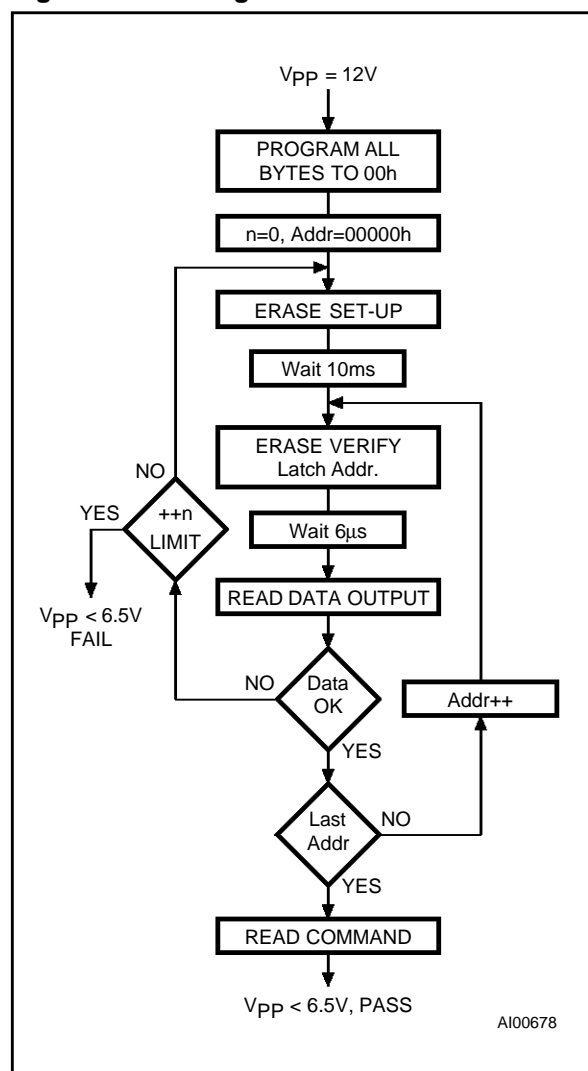 VPP = 12V
PROGRAM ALL
BYTES TO 00h
n=0, Addr=00000h
ERASE SET-UP
Wait 10ms
ERASE VERIFY
Latch Addr.
NO
YES
++n
LIMIT
Wait 6µs
VPP < 6.5V
FAIL
READ DATA OUTPUT
NO
Data
OK
YES
Addr++
Last
Addr
NO
YES
READ COMMAND
VPP < 6.5V, PASS
AI00678